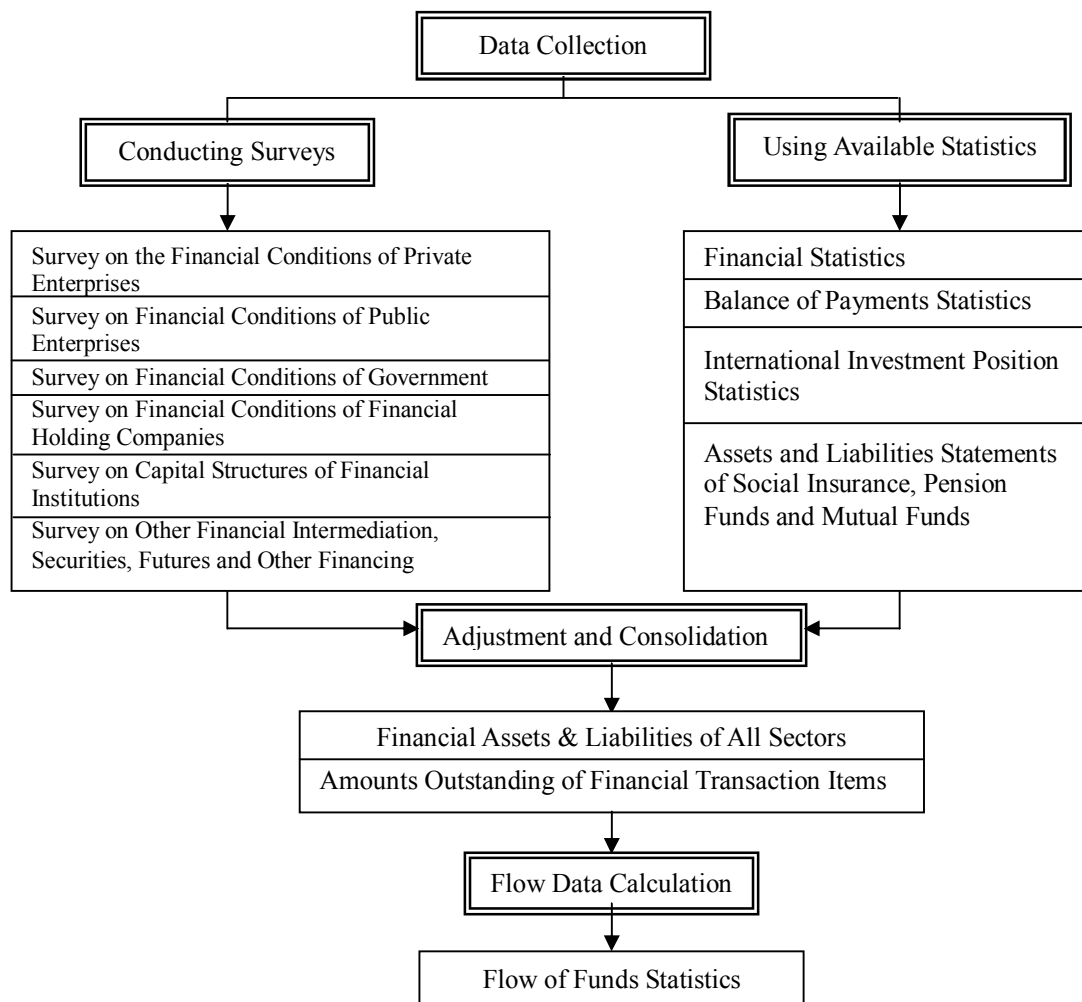 Data Collection
Conducting Surveys
Using Available Statistics
Survey on the Financial Conditions of Private
Enterprises
Survey on Financial Conditions of Public
Enterprises
Survey on Financial Conditions of Government
Survey on Financial Conditions of Financial
Holding Companies
Survey on Capital Structures of Financial
Institutions
Survey on Other Financial Intermediation,
Securities, Futures and Other Financing
Financial Statistics
Balance of Payments Statistics
International Investment Position
Statistics
Assets and Liabilities Statements
of Social Insurance, Pension
Funds and Mutual Funds
Adjustment and Consolidation
Financial Assets & Liabilities of All Sectors
Amounts Outstanding of Financial Transaction Items
Flow Data Calculation
Flow of Funds Statistics